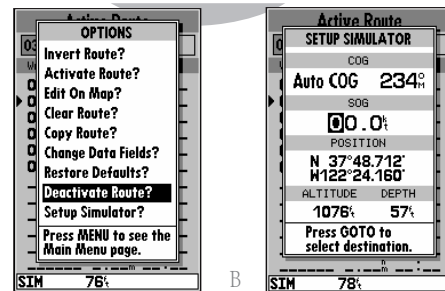 Active Route
OPTIONS
Invert Route?
Activate Route?
Edit On Map?
Clear Route?
Copy Route?
Change Data Fields?
Restore Defaults?
Deactivate Route?
Setup Simulator?
Press MENU to see the
Main Menu page.
SIM 76
B
Active Route
SETUP SIMULATOR
COG
Auto COG 234°M
SOG
00.0
POSITION
N 37°48.712'
W122°24.160'
ALTITUDE DEPTH
1076 57
Press GOTO to
select destination.
SIM 78